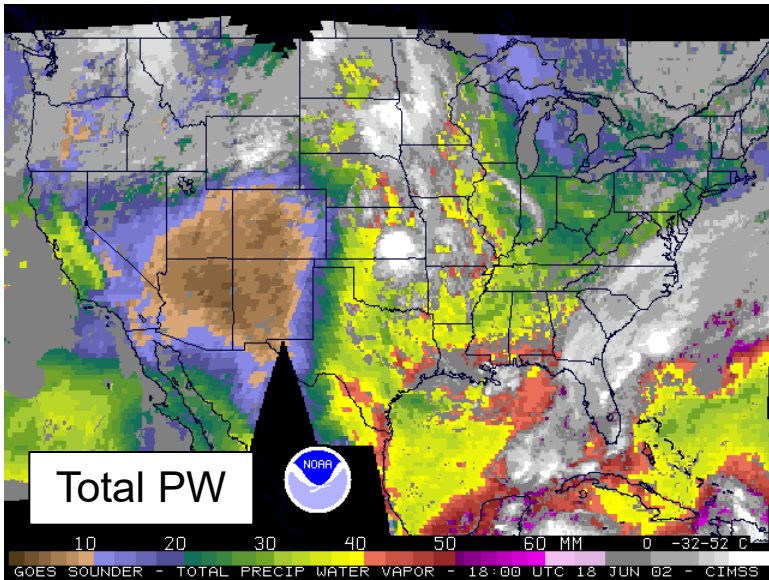 NOAA
Total PW
10 20 30 40 50 60 MM 0 -32-52 C
GOES SOUNDER - TOTAL PRECIP WATER VAPOR - 18:00 UTC 18 JUN 02 - CIMSS